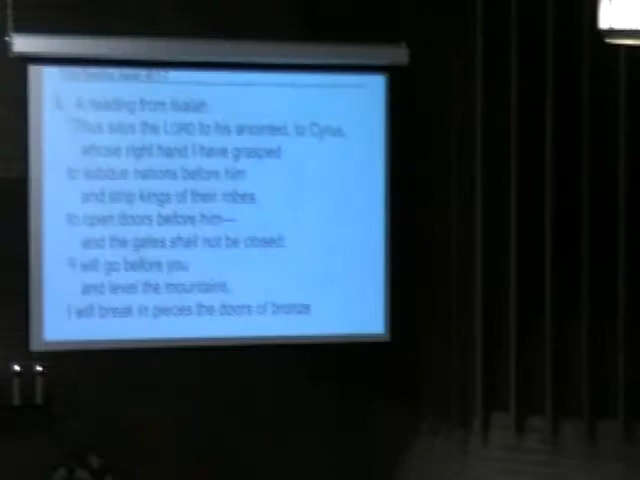 A reading from Isaiah.
Thus says the LORD to his anointed, to Cyrus,
whose right hand I have grasped
to subdue nations before him
and strip kings of their robes,
to open doors before him—
and the gates shall not be closed:
I will go before you
and level the mountains,
I will break in pieces the doors of bronze